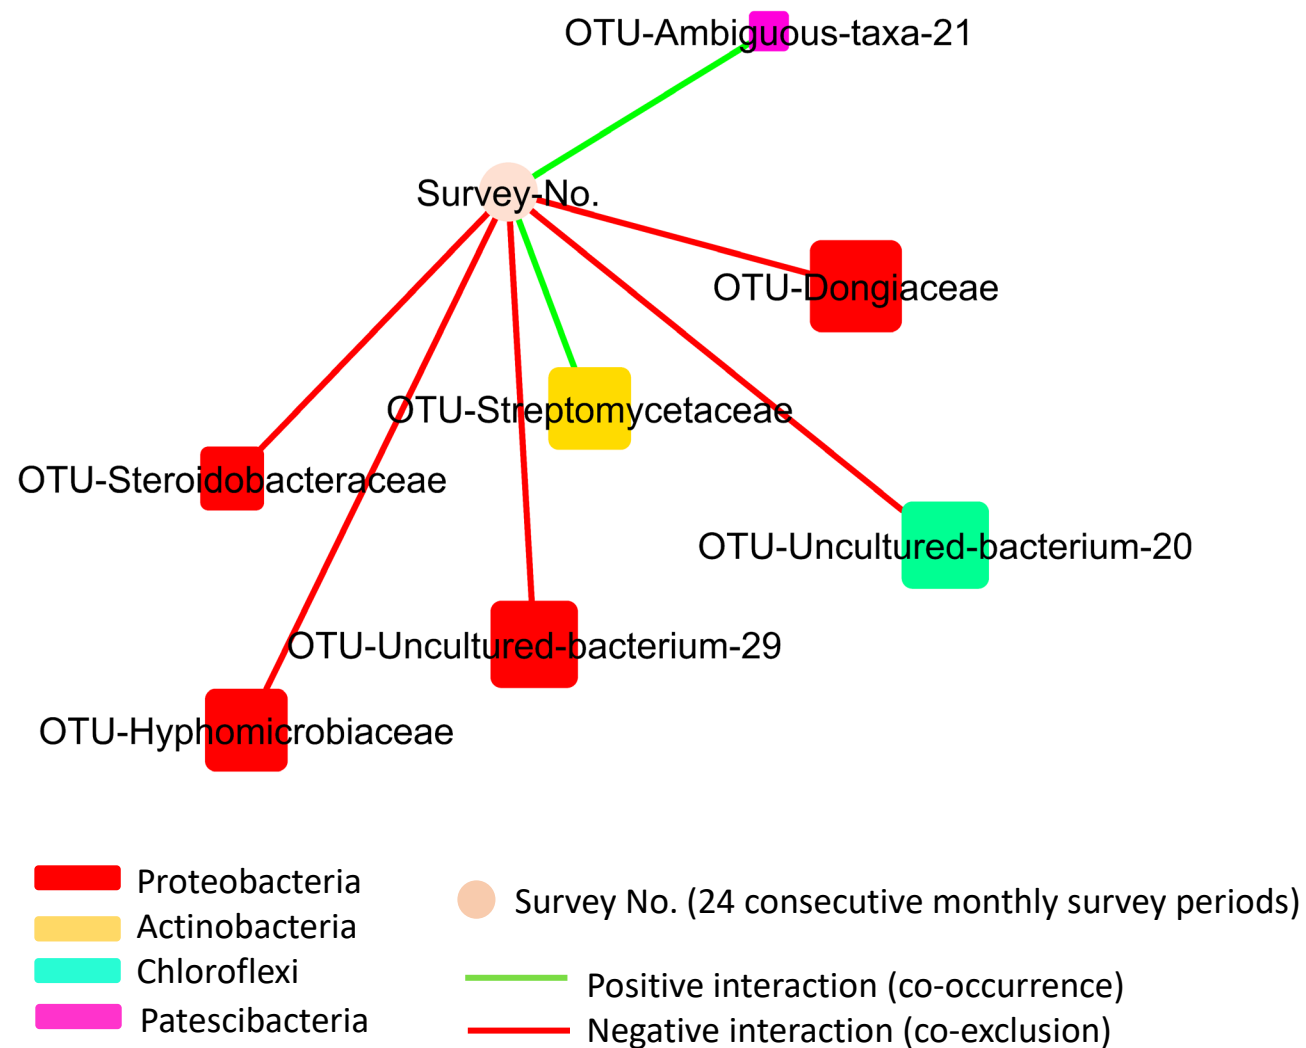 OTU-Ambiguous-taxa-21
Survey-No.
OTU-Dongiaceae
OTU-Streptomycetaceae
OTU-Steroidobacteraceae
OTU-Uncultured-bacterium-20
OTU-Uncultured-bacterium-29
OTU-Hyphomicrobiaceae
Proteobacteria
Actinobacteria
Chloroflexi
Patescibacteria
Survey No. (24 consecutive monthly survey periods)
Positive interaction (co-occurrence)
Negative interaction (co-exclusion)